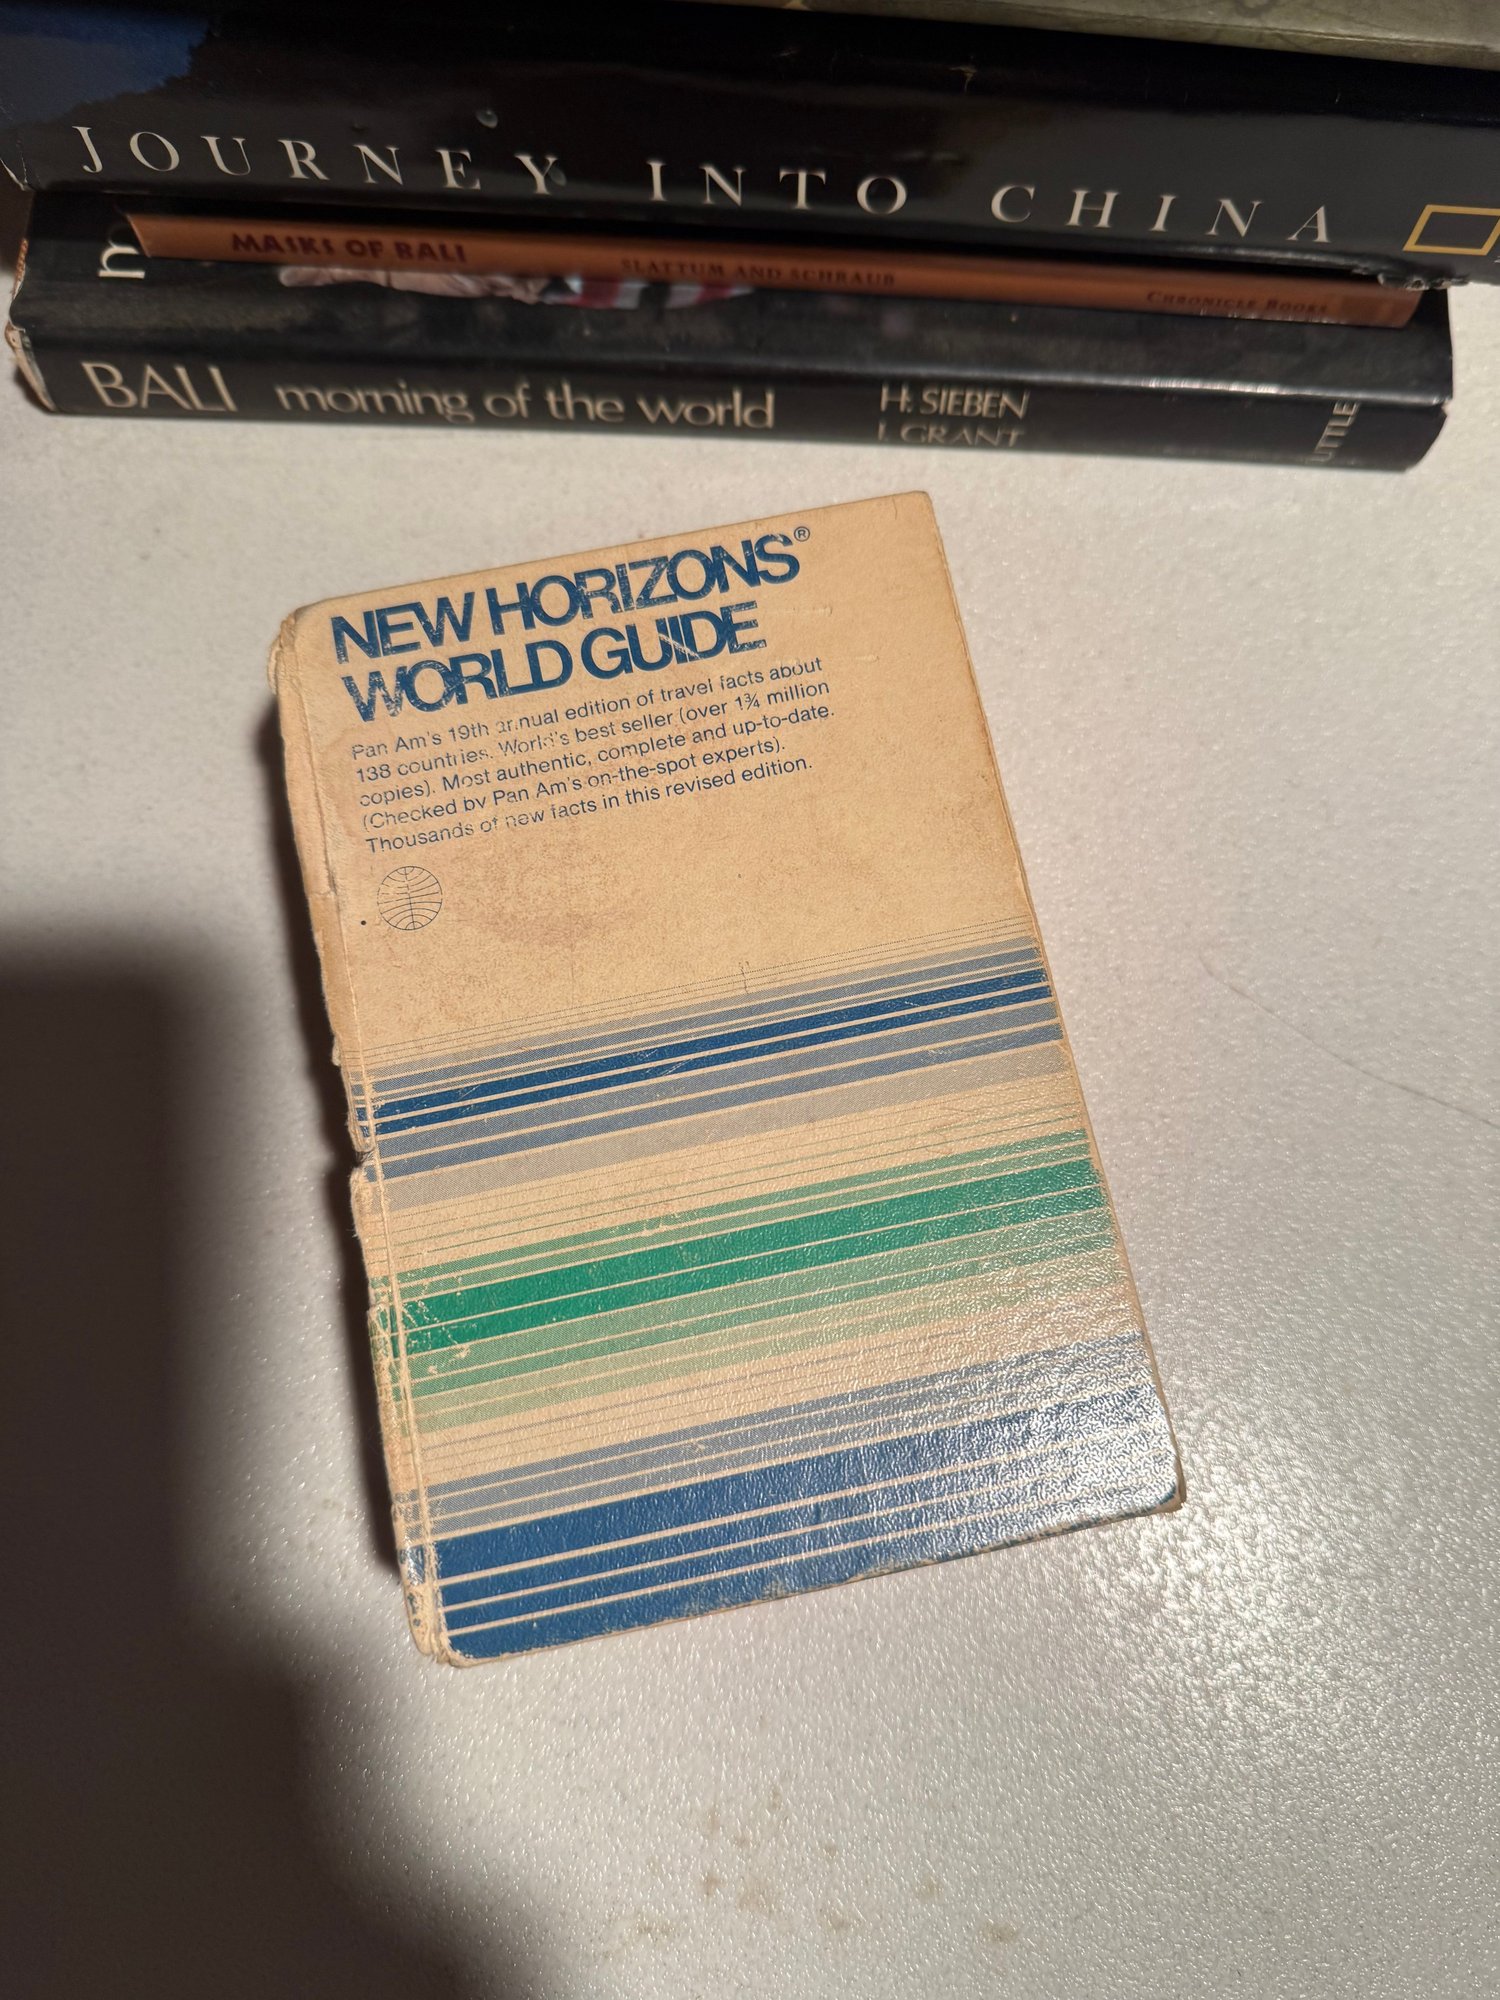 JOURNEY INTO CHINA
MASKS OF BALI SLATTUM AND SCHRAUB CHRONICLE BOOKS
BALI morning of the world H. SIEBEN
I. GRANT
UTTLE
NEW HORIZONS®
WORLD GUIDE
Pan Am's 19th annual edition of travel facts about
138 countries. World's best seller (over 1¾ million
copies). Most authentic, complete and up-to-date.
(Checked by Pan Am's on-the-spot experts).
Thousands of new facts in this revised edition.